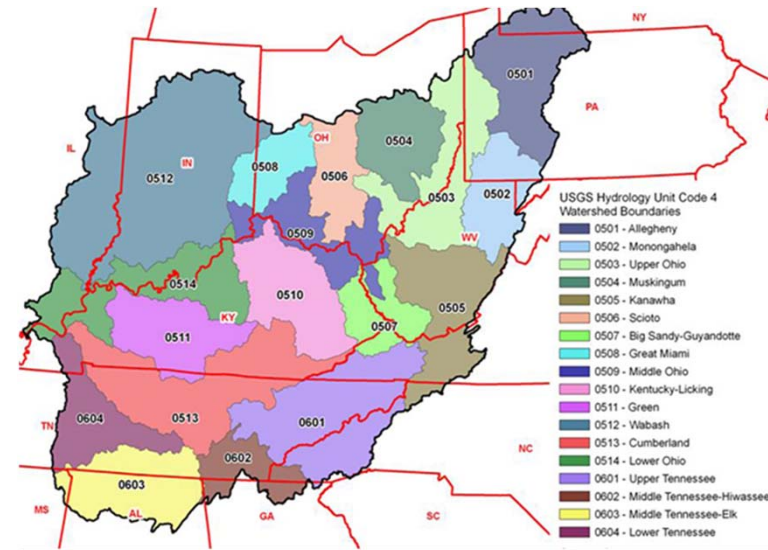 NY
0501
PA
OH
IL
IN
0504
0508
0506
0512
0503
0502
USGS Hydrology Unit Code 4
Watershed Boundaries
0501 - Allegheny
0502 - Monongahela
0503 - Upper Ohio
0504 - Muskingum
0505 - Kanawha
0506 - Scioto
0507 - Big Sandy-Guyandotte
0508 - Great Miami
0509 - Middle Ohio
0510 - Kentucky-Licking
0511 - Green
0512 - Wabash
0513 - Cumberland
0514 - Lower Ohio
0601 - Upper Tennessee
0602 - Middle Tennessee-Hiwassee
0603 - Middle Tennessee-Elk
0604 - Lower Tennessee
0509
WV
0514
0510
0505
KY
0507
0511
0604
0513
0601
TN
NC
0602
0603
MS
AL
GA
SC